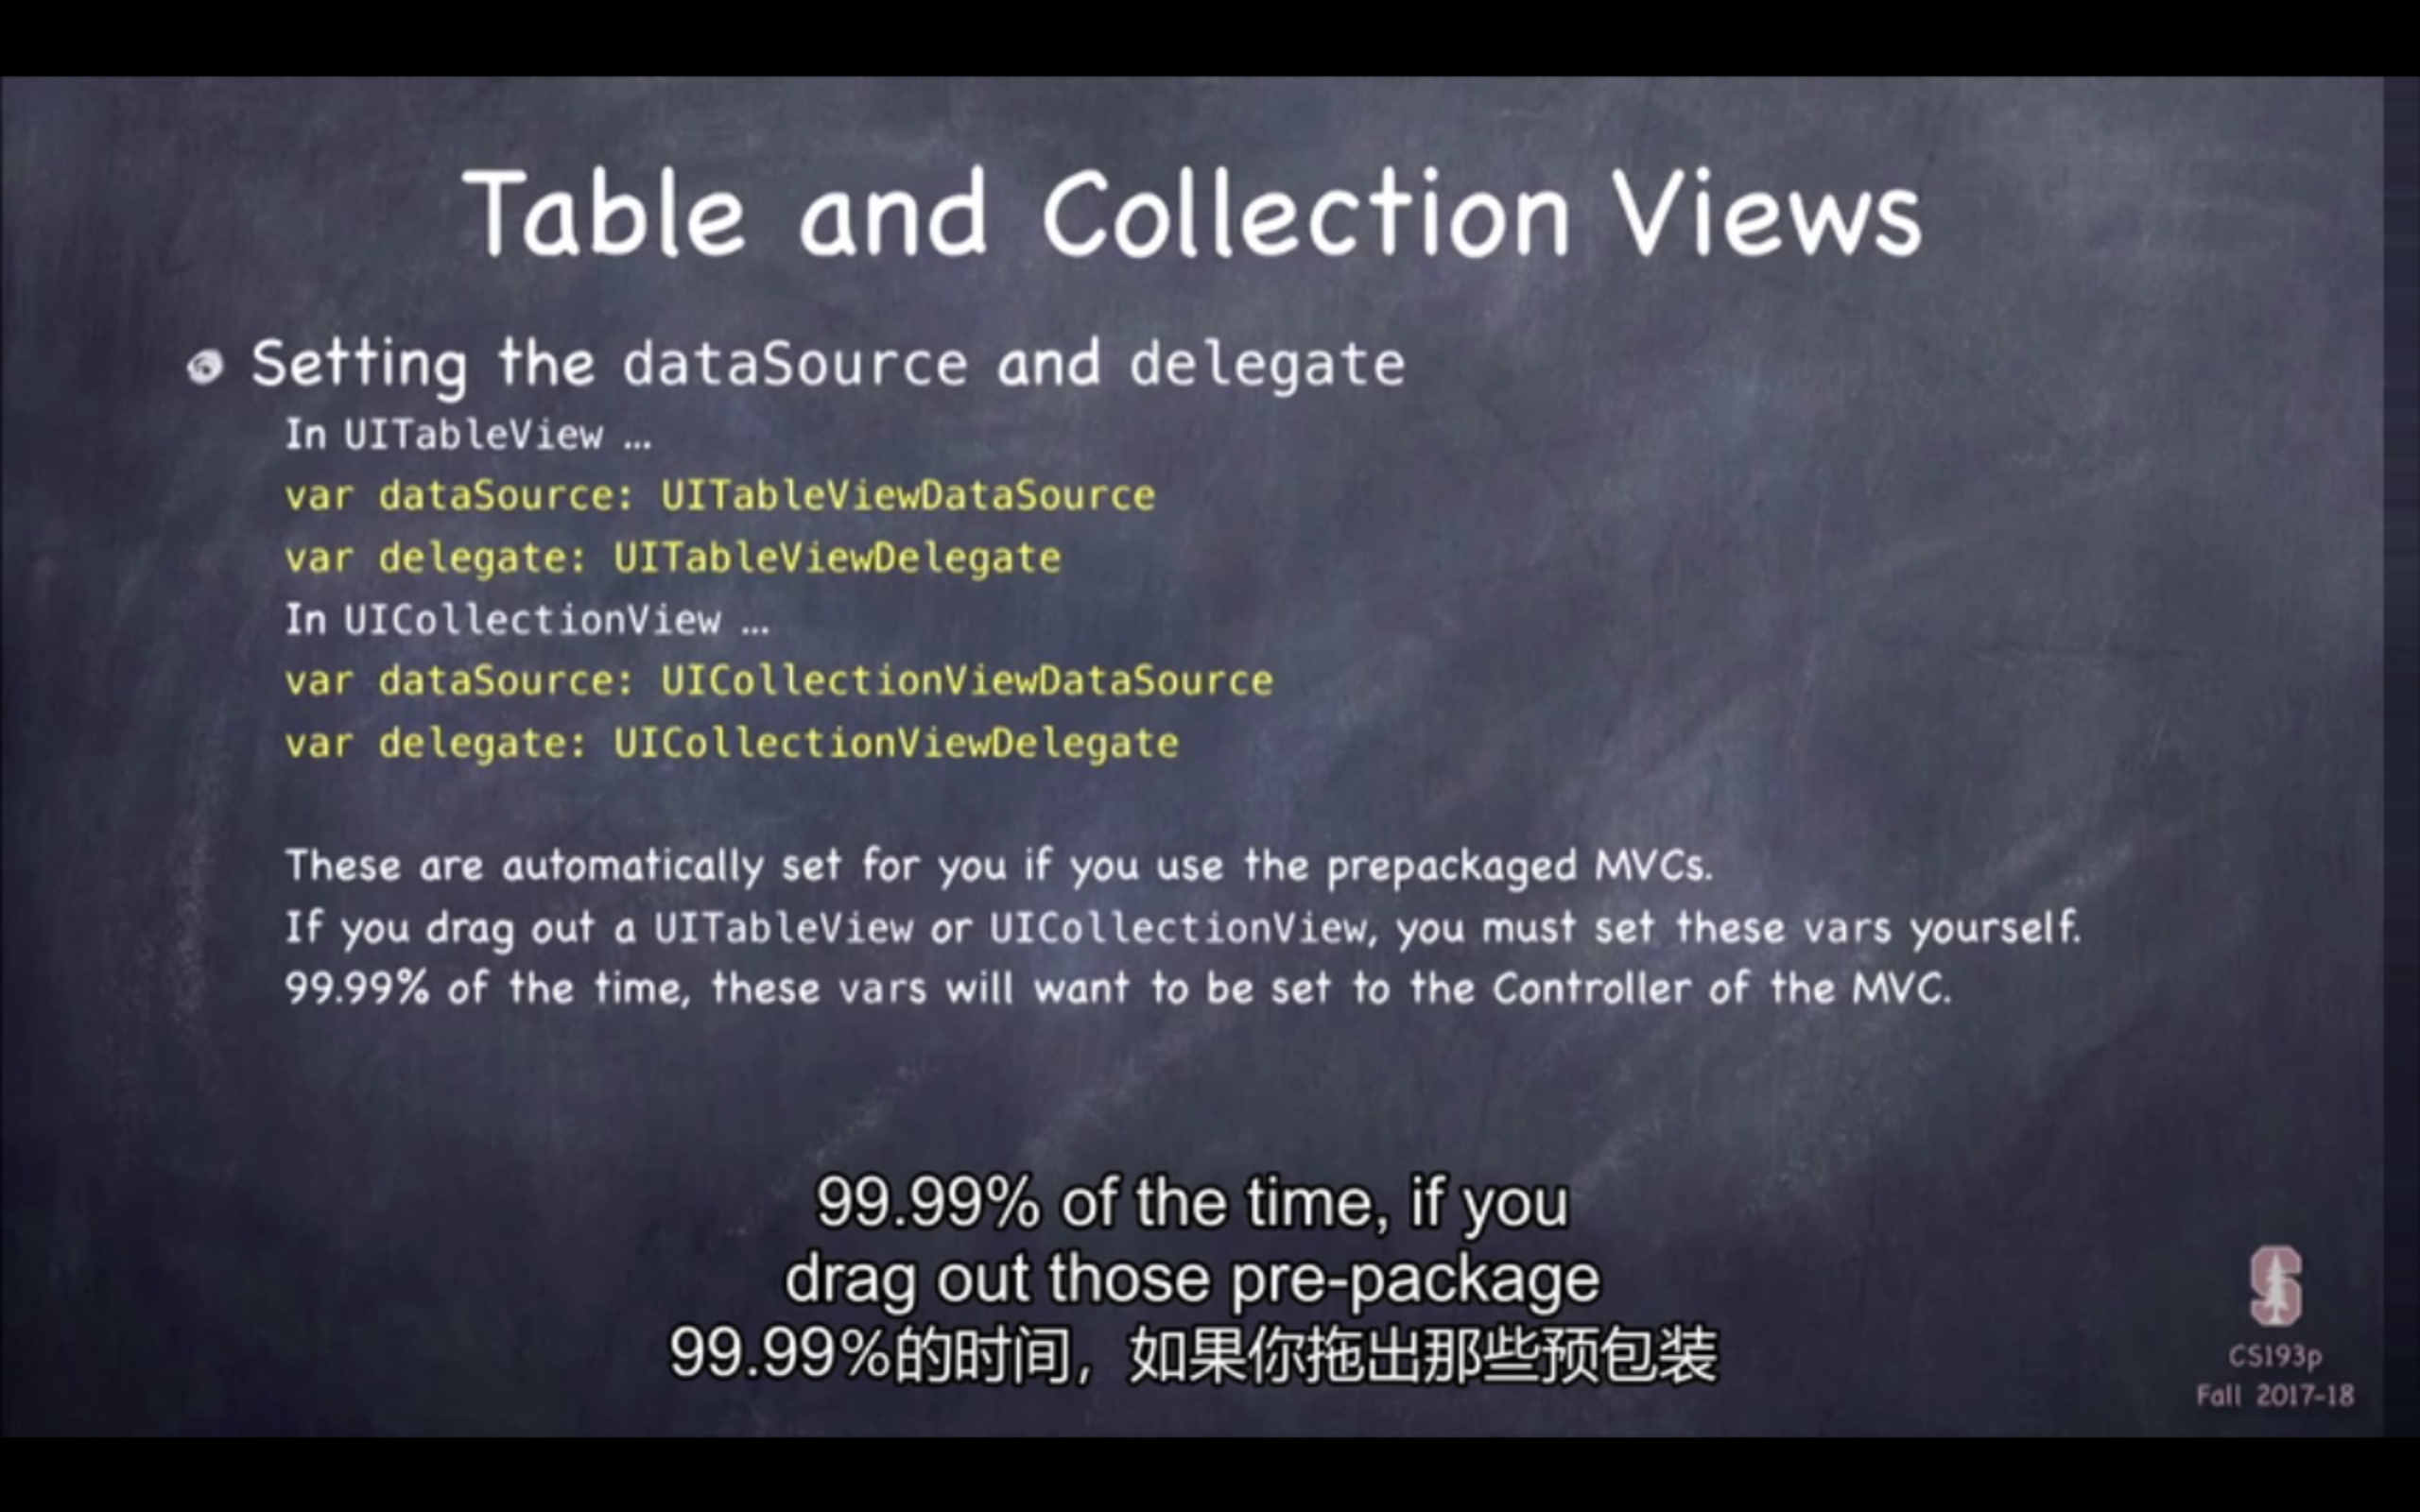 Table and Collection Views
Setting the dataSource and delegate
In UITableView ...
var dataSource: UITableViewDataSource
var delegate: UITableViewDelegate
In UICollectionView ...
var dataSource: UICollectionViewDataSource
var delegate: UICollectionViewDelegate
These are automatically set for you if you use the prepackaged MVCs.
If you drag out a UITableView or UICollectionView, you must set these vars yourself.
99.99% of the time, these vars will want to be set to the Controller of the MVC.
99.99% of the time, if you
drag out those pre-package
99.99%的时间，如果你拖出那些预包装
S
CS193p
Fall 2017-18